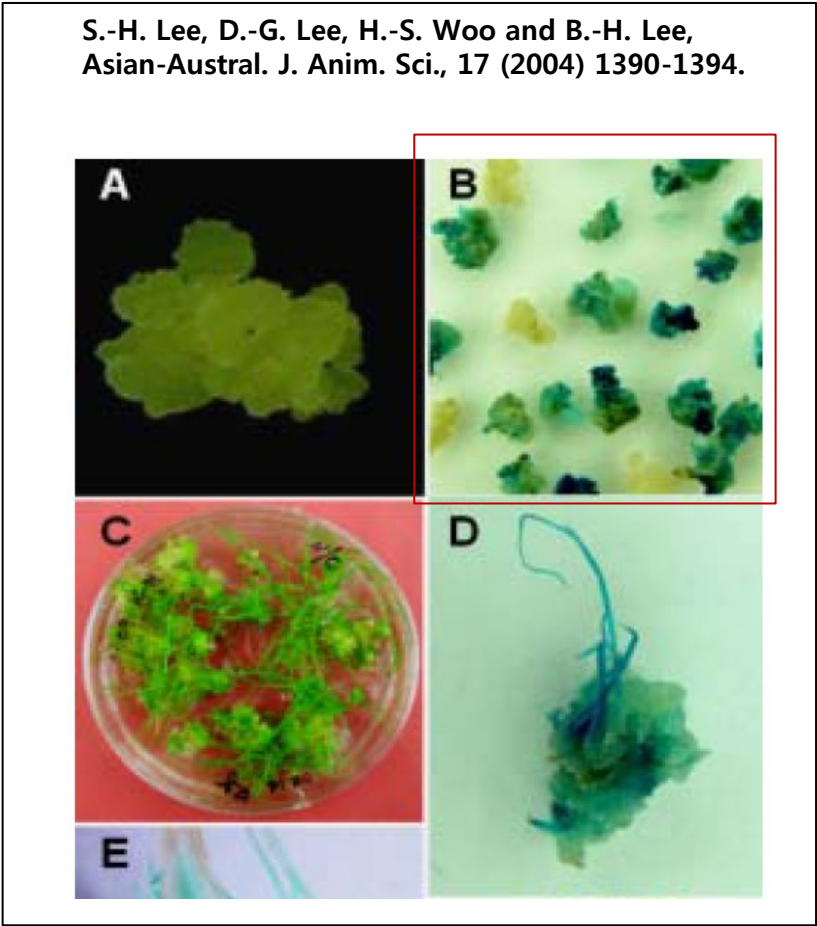 S.-H. Lee, D.-G. Lee, H.-S. Woo and B.-H. Lee,
Asian-Austral. J. Anim. Sci., 17 (2004) 1390-1394.
A
B
C
D
E